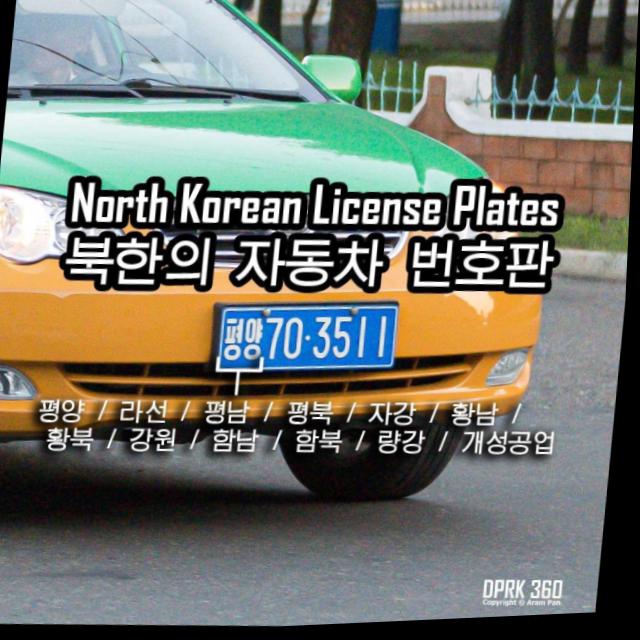 North Korean License Plates
북한의 자동차 번호판
평양 70·3511
평양 / 라선 / 평남 / 평북 / 자강 / 황남 /
황북 / 강원 / 함남 / 함북 / 량강 / 개성공업
DPRK 360
Copyright © Aram Pan